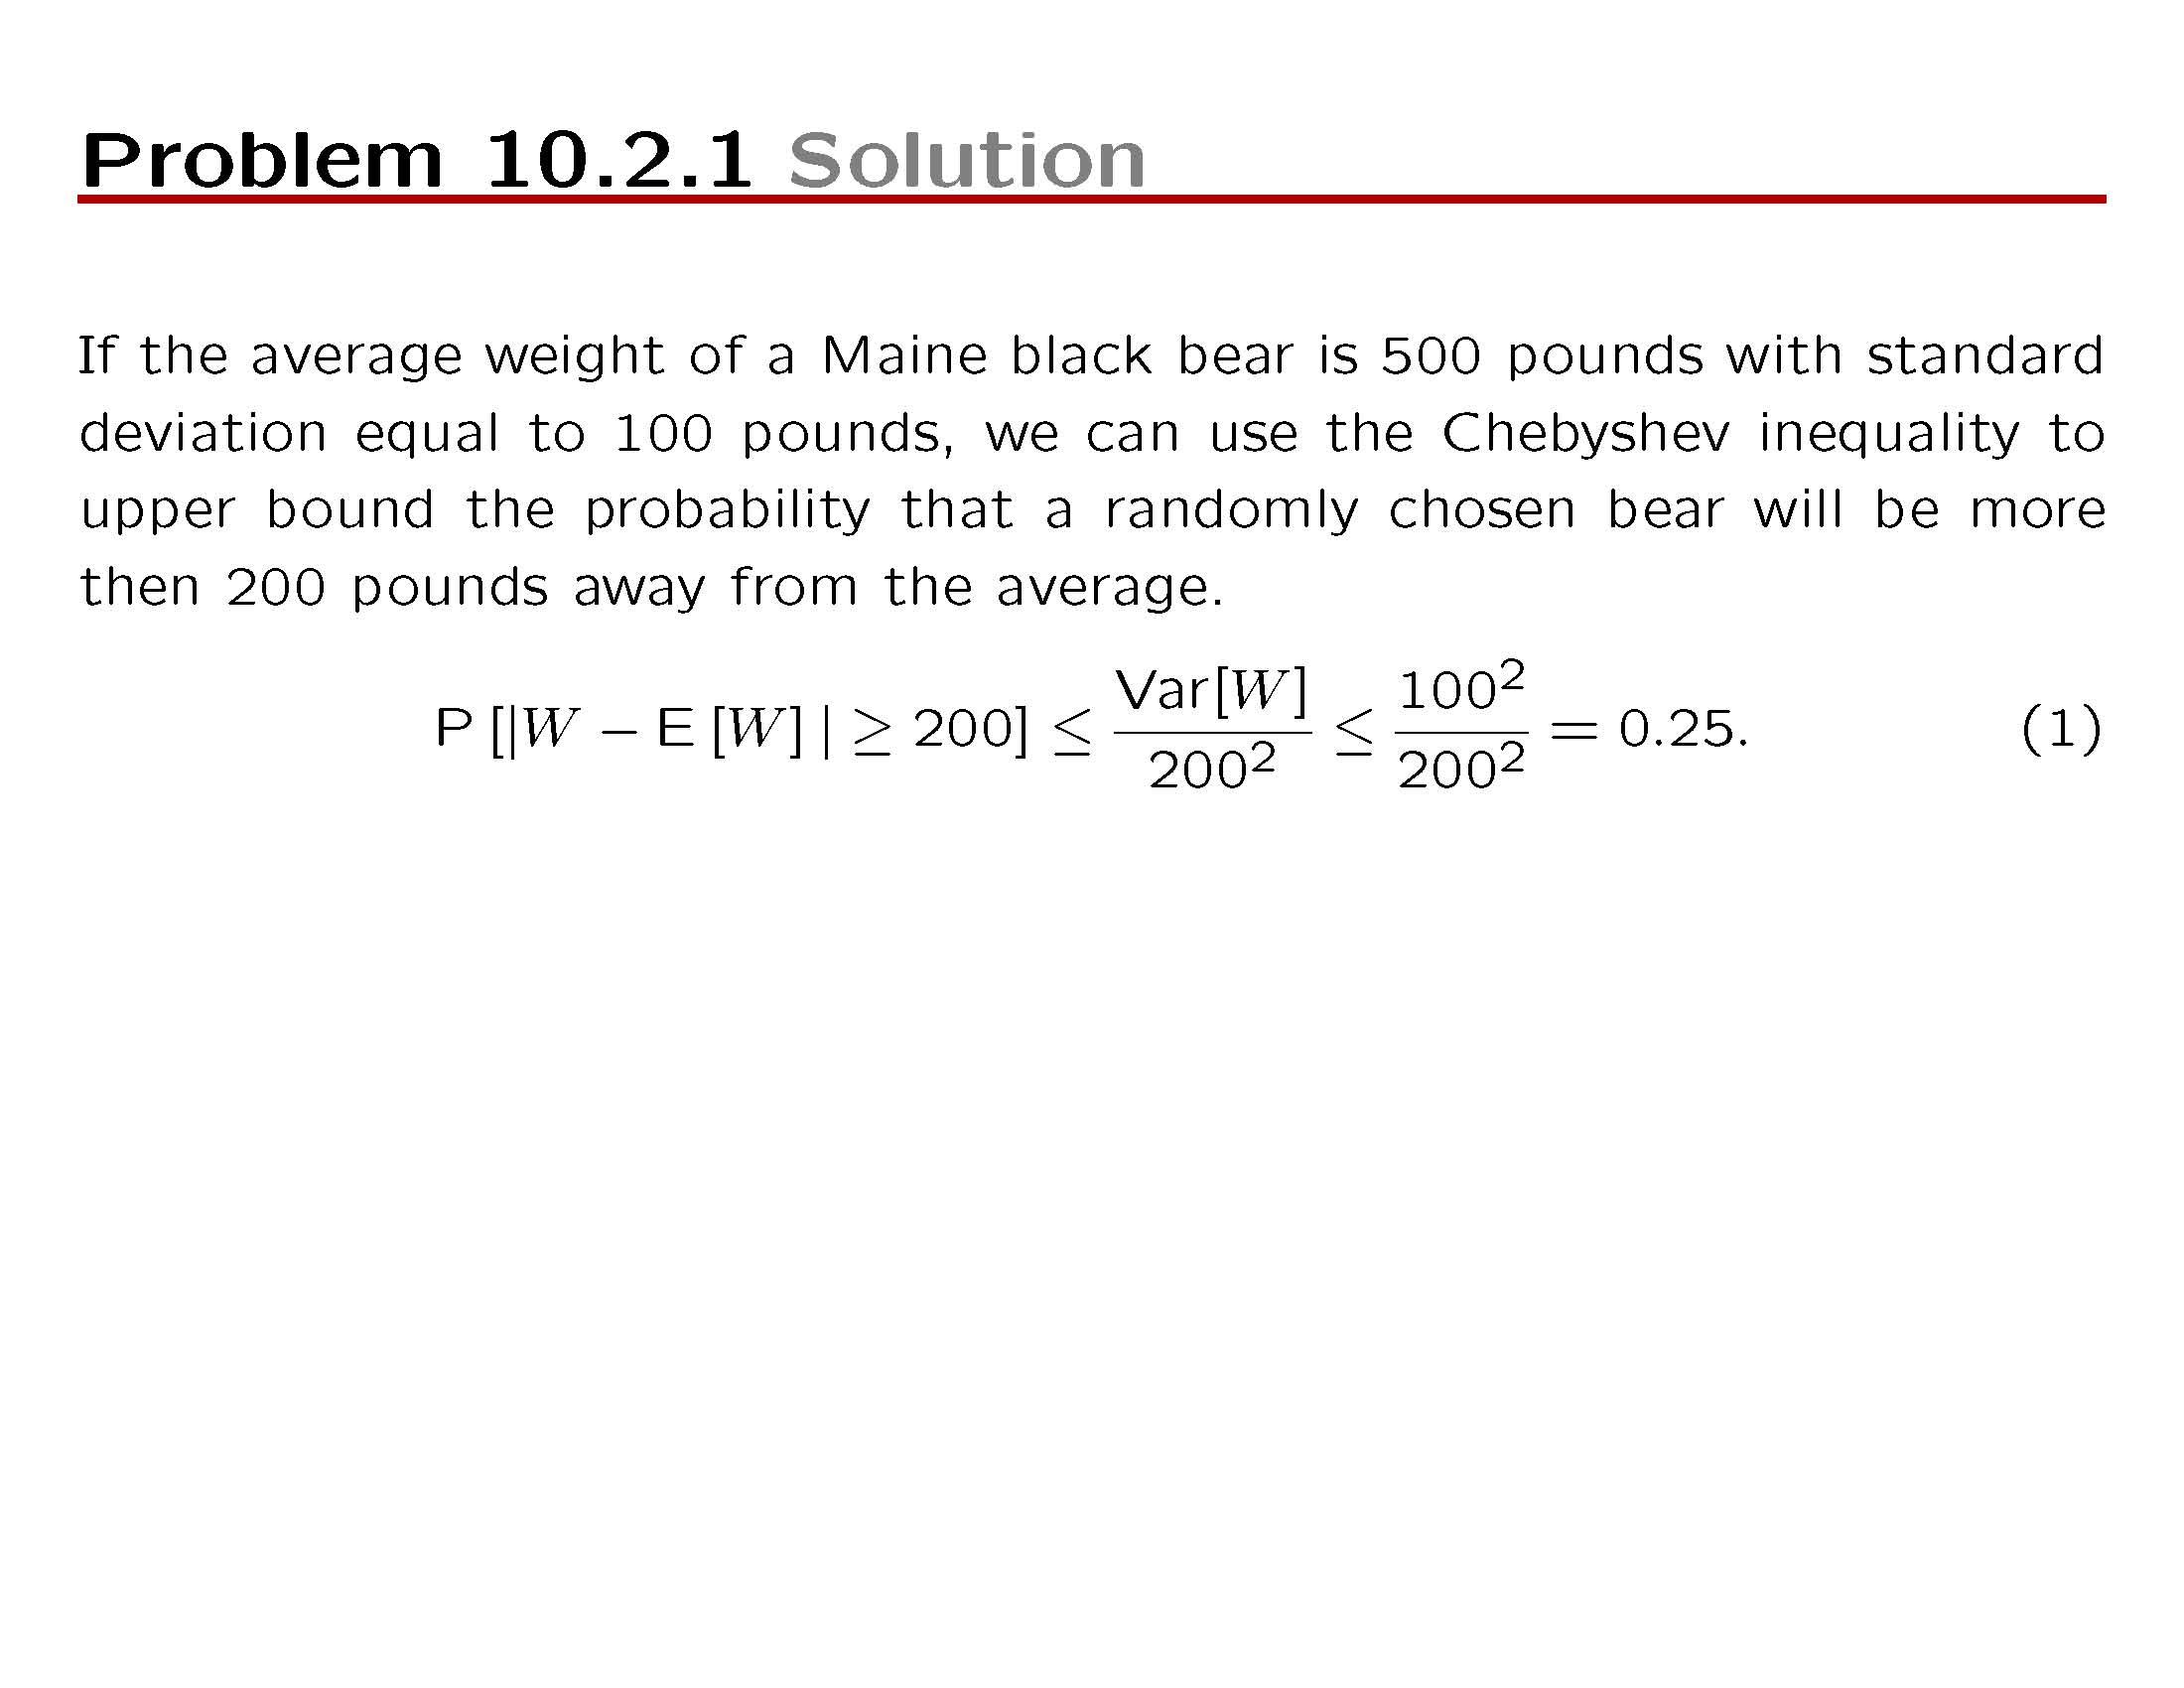 Problem 10.2.1 Solution
If the average weight of a Maine black bear is 500 pounds with standard
deviation equal to 100 pounds, we can use the Chebyshev inequality to
upper bound the probability that a randomly chosen bear will be more
then 200 pounds away from the average.
P [|W − E [W] | ≥ 200] ≤ Var[W] / 200² ≤ 100² / 200² = 0.25. (1)